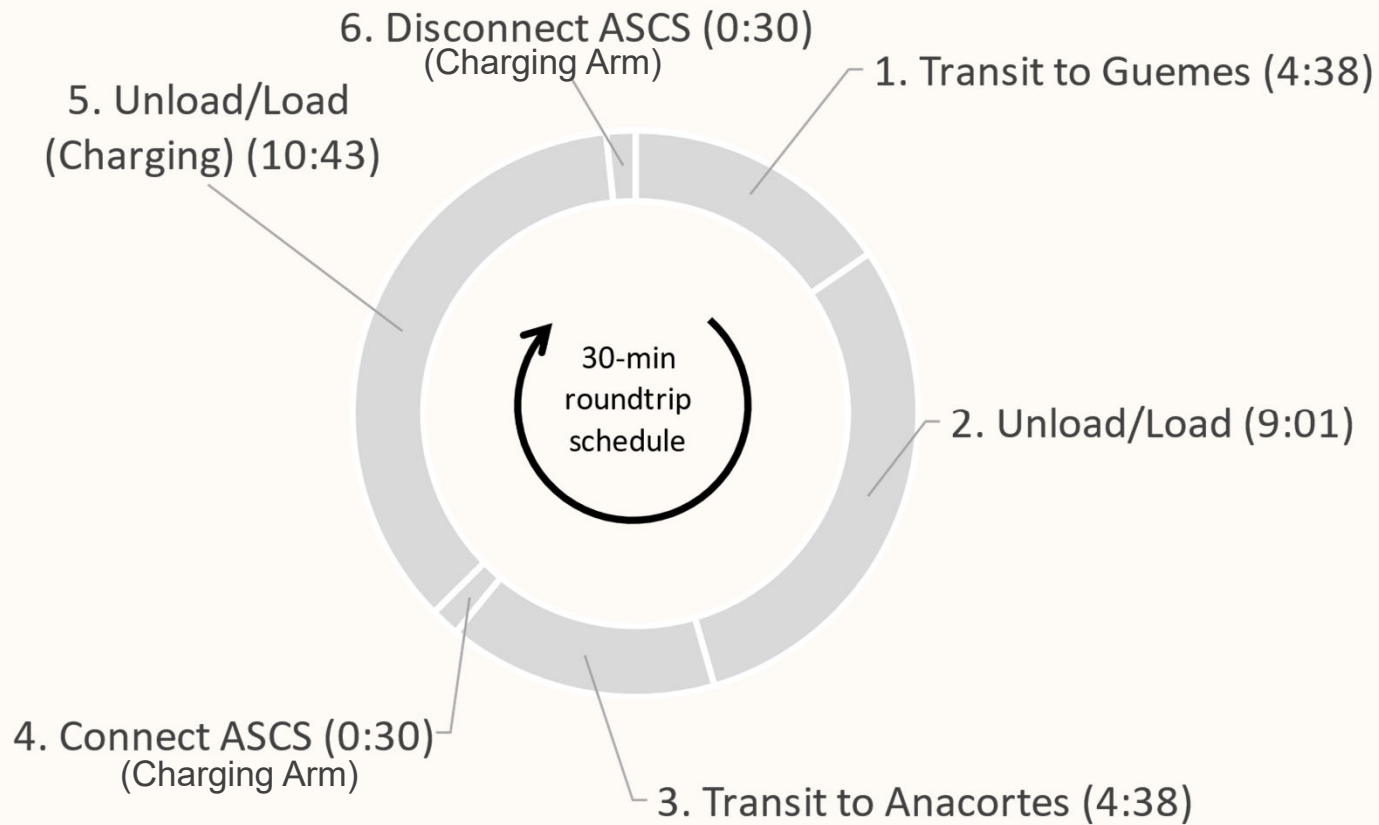 6. Disconnect ASCS (0:30)
(Charging Arm)
1. Transit to Guemes (4:38)
5. Unload/Load
(Charging) (10:43)
30-min
roundtrip
schedule
2. Unload/Load (9:01)
4. Connect ASCS (0:30)
(Charging Arm)
3. Transit to Anacortes (4:38)